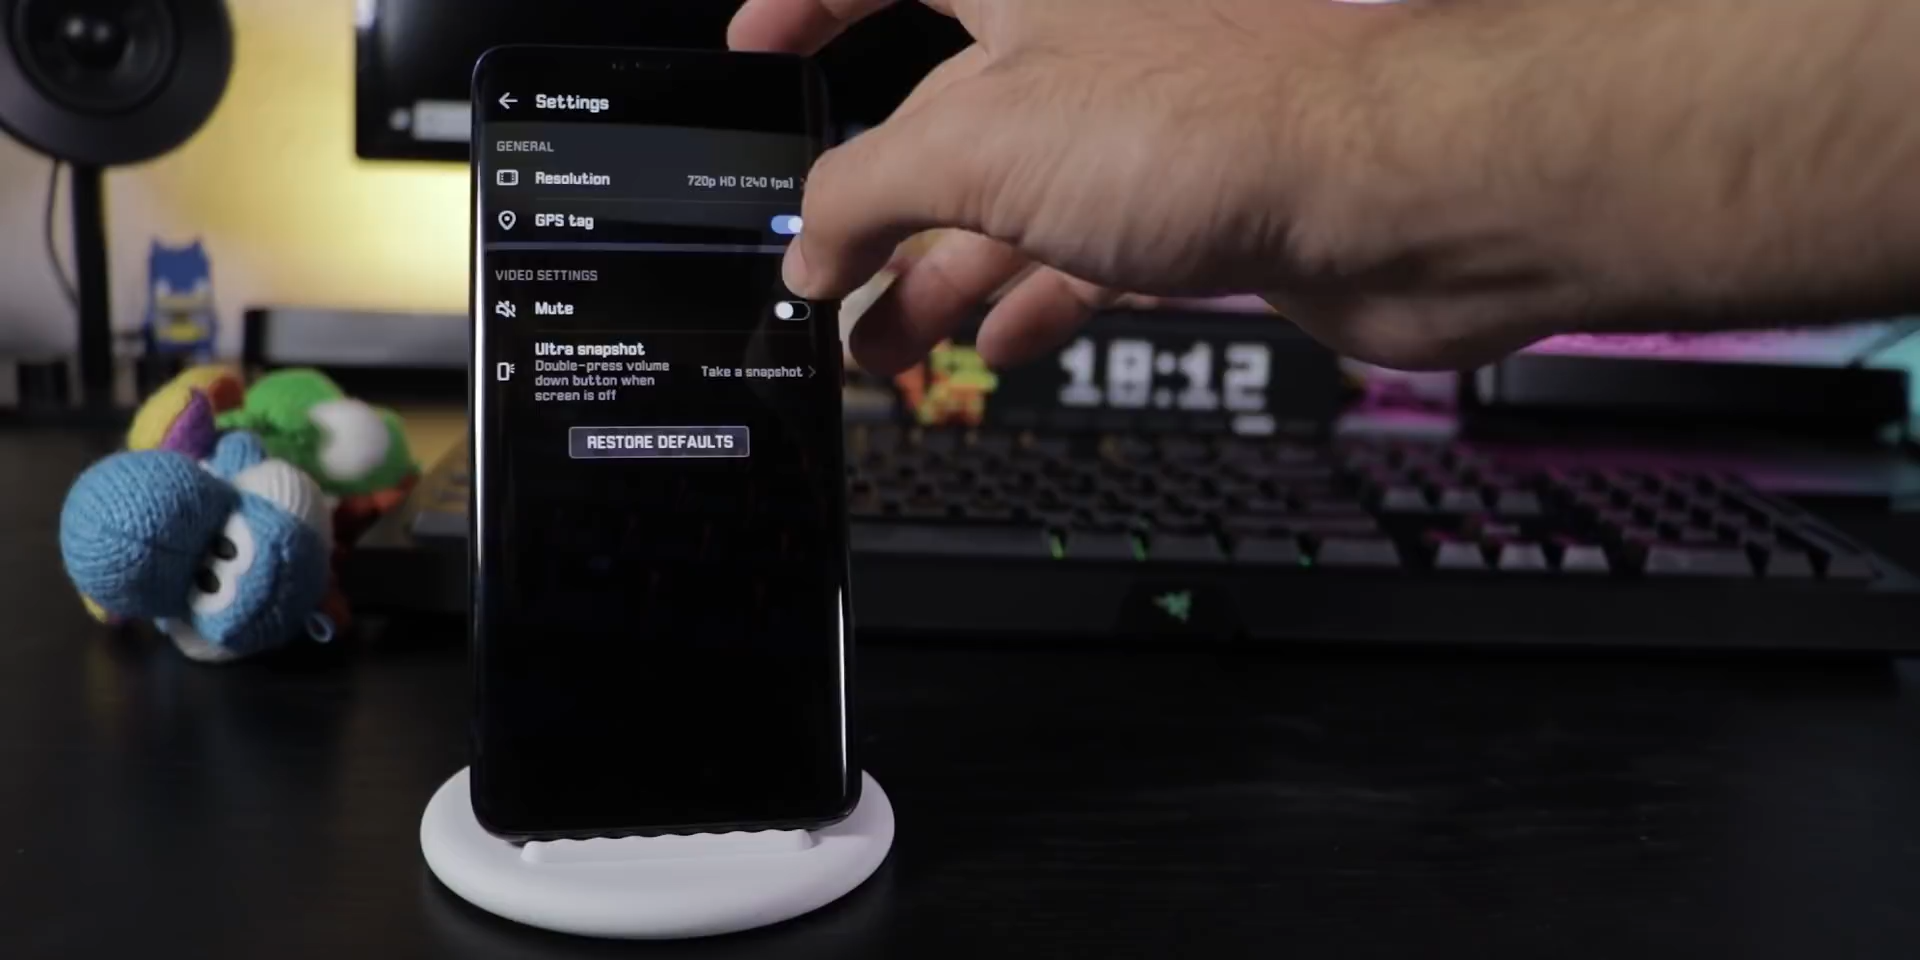 Settings
GENERAL
Resolution 720p HD (240 fps)
GPS tag
VIDEO SETTINGS
Mute
Ultra snapshot
Double-press volume
down button when
screen is off
Take a snapshot
RESTORE DEFAULTS
18:12